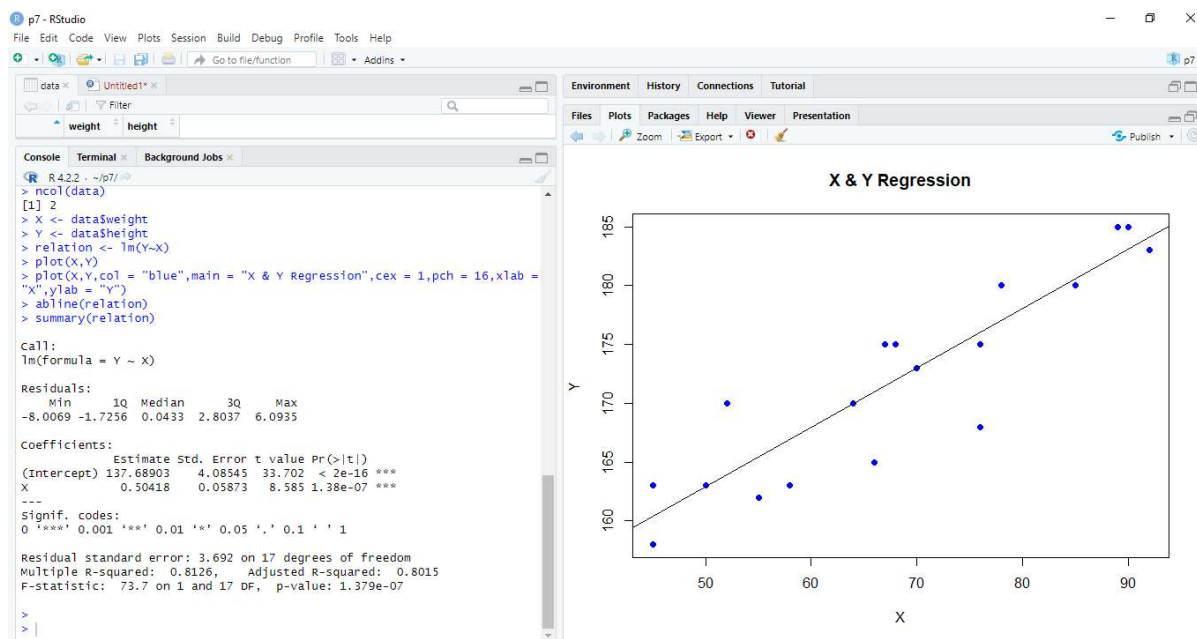 p7 - RStudio
File Edit Code View Plots Session Build Debug Profile Tools Help
Go to file/function
Addins
p7
data
Untitled1*
Filter
weight height
Console Terminal Background Jobs
R 4.2.2 · ~/p7/
> ncol(data)
[1] 2
> X <- data$weight
> Y <- data$height
> relation <- lm(Y~X)
> plot(X,Y)
> plot(X,Y,col = "blue",main = "X & Y Regression",cex = 1,pch = 16,xlab =
"X",ylab = "Y")
> abline(relation)
> summary(relation)
Call:
lm(formula = Y ~ X)
Residuals:
Min 1Q Median 3Q Max
-8.0069 -1.7256 0.0433 2.8037 6.0935
Coefficients:
Estimate Std. Error t value Pr(>|t|)
(Intercept) 137.68903 4.08545 33.702 < 2e-16 ***
X 0.50418 0.05873 8.585 1.38e-07 ***
---
Signif. codes:
0 ‘***’ 0.001 ‘**’ 0.01 ‘*’ 0.05 ‘.’ 0.1 ‘ ’ 1
Residual standard error: 3.692 on 17 degrees of freedom
Multiple R-squared: 0.8126, Adjusted R-squared: 0.8015
F-statistic: 73.7 on 1 and 17 DF, p-value: 1.379e-07
>
>
Environment History Connections Tutorial
Files Plots Packages Help Viewer Presentation
Zoom Export Publish
X & Y Regression
185
180
175
170
165
160
Y
50 60 70 80 90
X